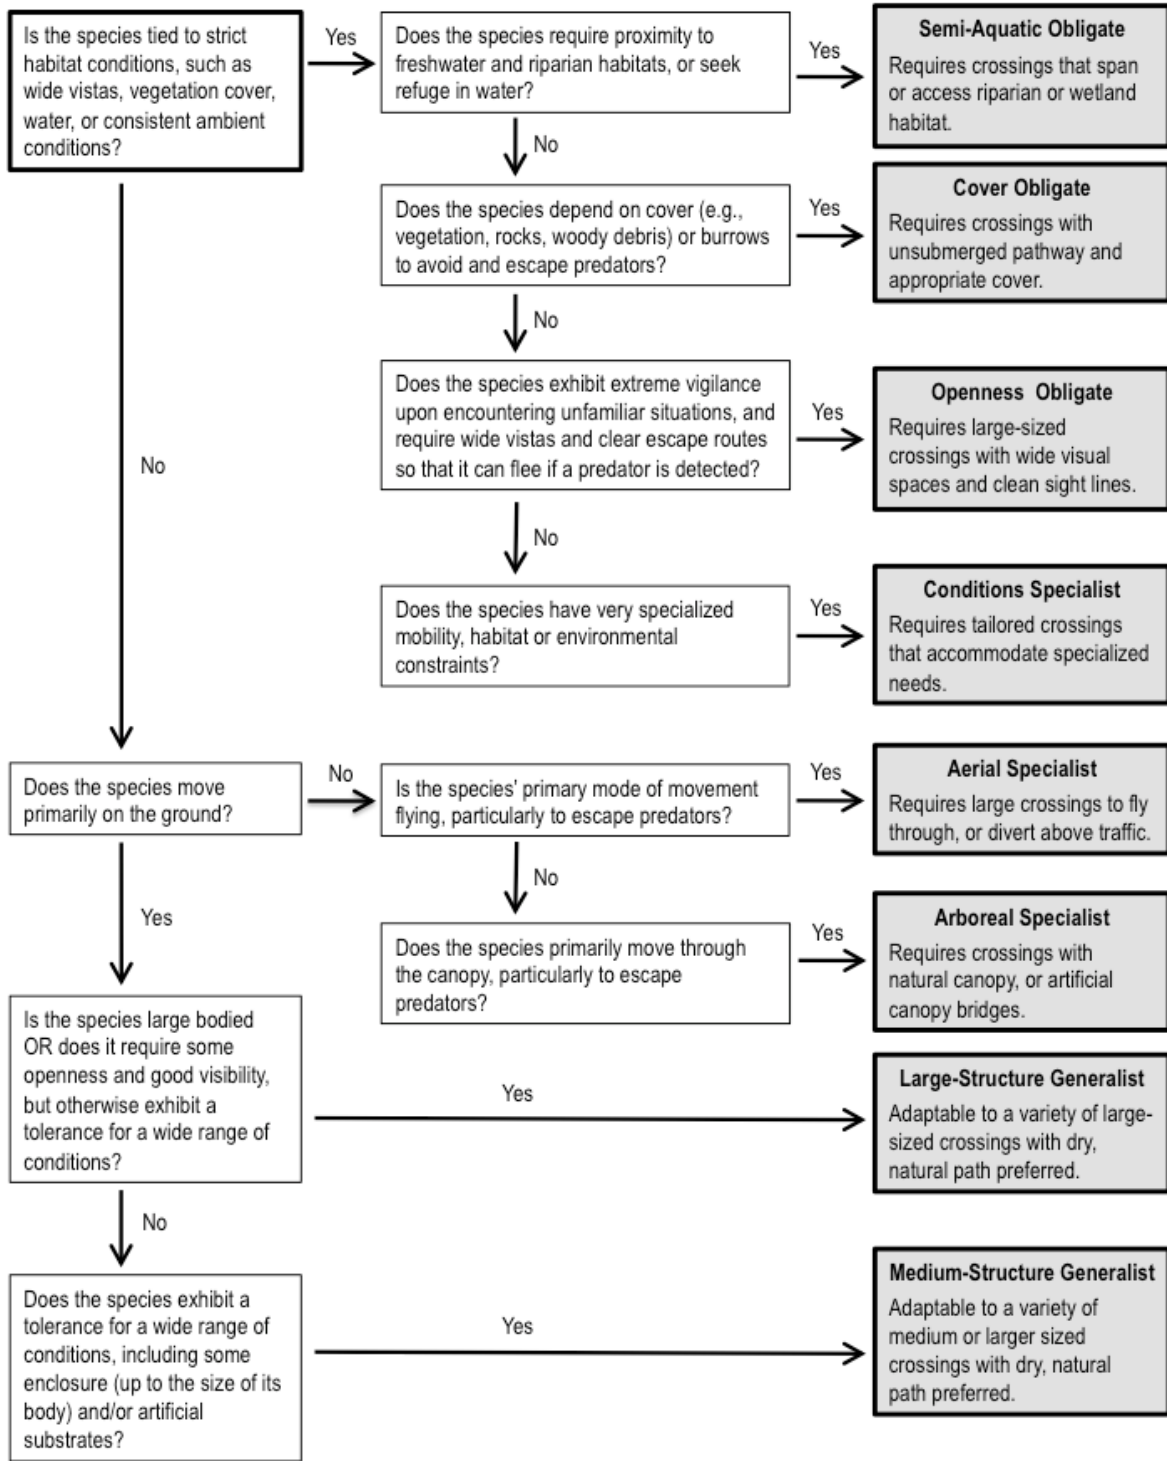 Is the species tied to strict
habitat conditions, such as
wide vistas, vegetation cover,
water, or consistent ambient
conditions?
Yes
Does the species require proximity to
freshwater and riparian habitats, or seek
refuge in water?
Yes
Semi-Aquatic Obligate
Requires crossings that span
or access riparian or wetland
habitat.
No
Does the species depend on cover (e.g.,
vegetation, rocks, woody debris) or burrows
to avoid and escape predators?
Yes
Cover Obligate
Requires crossings with
unsubmerged pathway and
appropriate cover.
No
Does the species exhibit extreme vigilance
upon encountering unfamiliar situations, and
require wide vistas and clear escape routes
so that it can flee if a predator is detected?
Yes
Openness Obligate
Requires large-sized
crossings with wide visual
spaces and clean sight lines.
No
No
Does the species have very specialized
mobility, habitat or environmental
constraints?
Yes
Conditions Specialist
Requires tailored crossings
that accommodate specialized
needs.
Does the species move
primarily on the ground?
No
Is the species' primary mode of movement
flying, particularly to escape predators?
Yes
Aerial Specialist
Requires large crossings to fly
through, or divert above traffic.
No
Yes
Does the species primarily move through
the canopy, particularly to escape
predators?
Yes
Arboreal Specialist
Requires crossings with
natural canopy, or artificial
canopy bridges.
Is the species large bodied
OR does it require some
openness and good visibility,
but otherwise exhibit a
tolerance for a wide range of
conditions?
Yes
Large-Structure Generalist
Adaptable to a variety of large-
sized crossings with dry,
natural path preferred.
No
Does the species exhibit a
tolerance for a wide range of
conditions, including some
enclosure (up to the size of its
body) and/or artificial
substrates?
Yes
Medium-Structure Generalist
Adaptable to a variety of
medium or larger sized
crossings with dry, natural
path preferred.